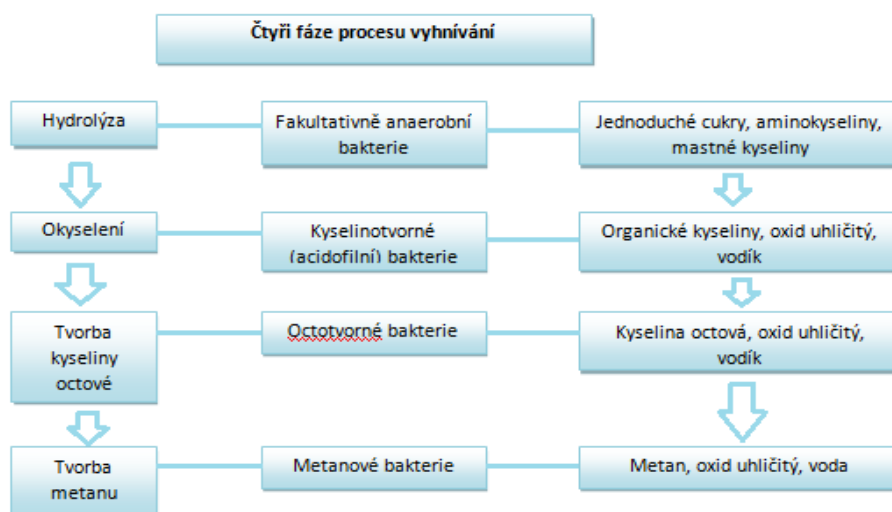 Čtyři fáze procesu vyhnívání
Hydrolýza
Fakultativně anaerobní
bakterie
Jednoduché cukry, aminokyseliny,
mastné kyseliny
Okyselení
Kyselinotvorné
(acidofilní) bakterie
Organické kyseliny, oxid uhličitý,
vodík
Tvorba
kyseliny
octové
Octotvorné bakterie
Kyselina octová, oxid uhličitý,
vodík
Tvorba
metanu
Metanové bakterie
Metan, oxid uhličitý, voda